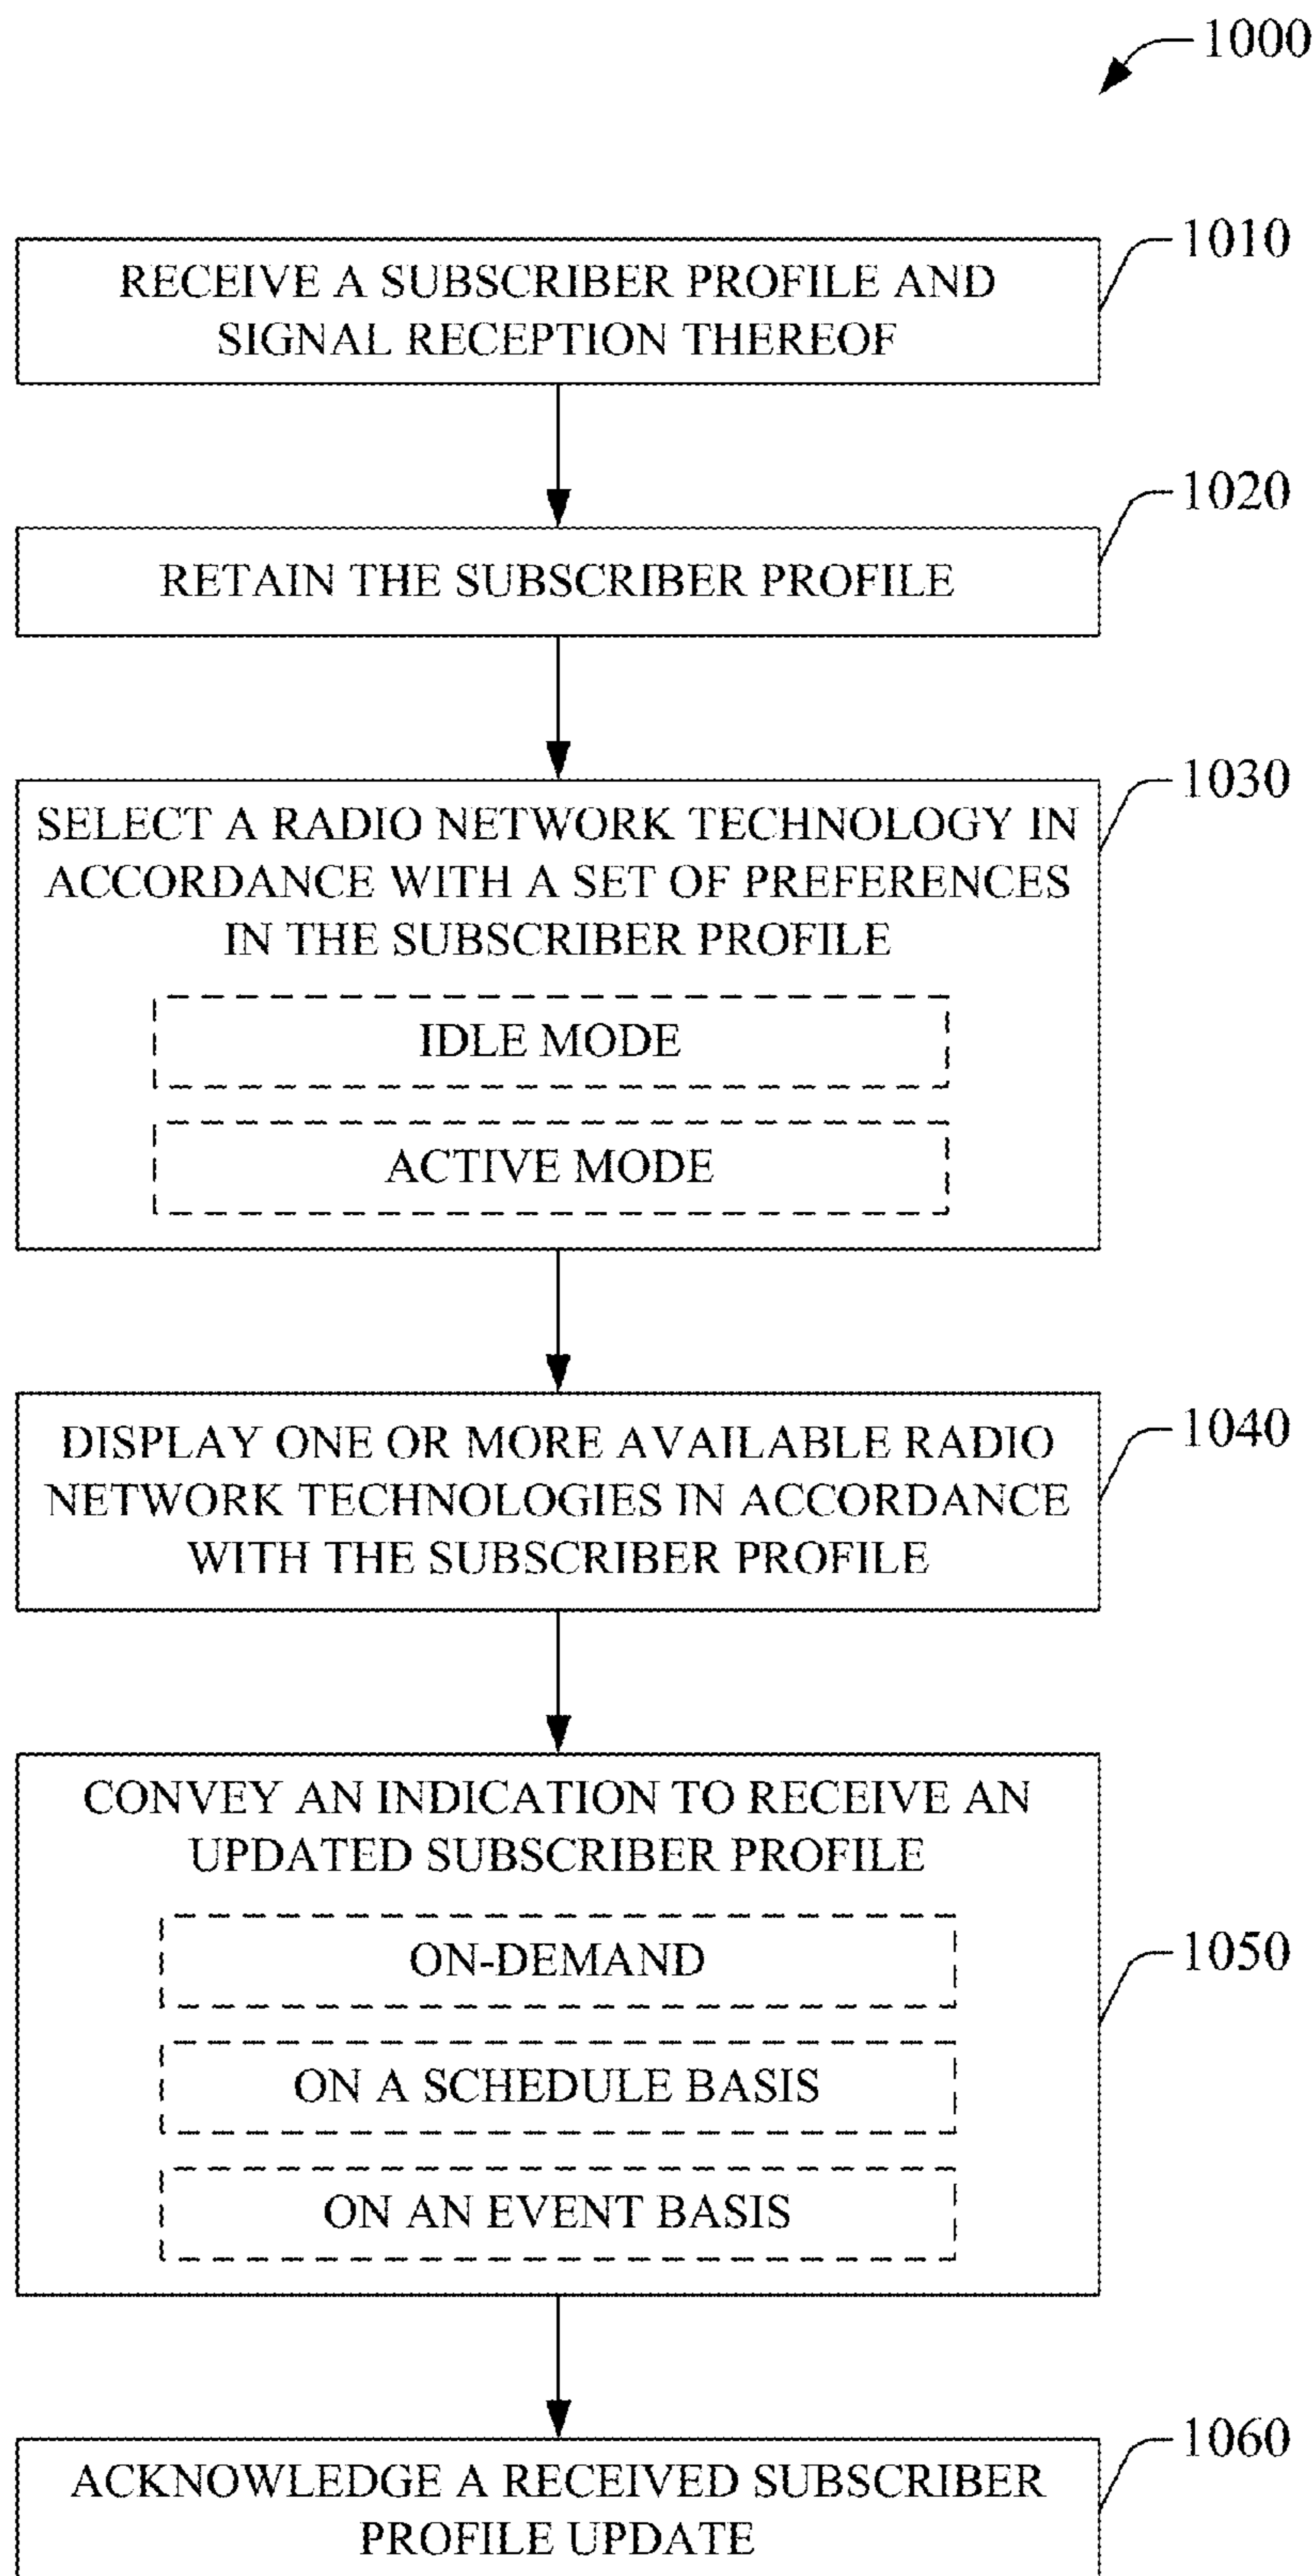 1000
1010
RECEIVE A SUBSCRIBER PROFILE AND
SIGNAL RECEPTION THEREOF
1020
RETAIN THE SUBSCRIBER PROFILE
1030
SELECT A RADIO NETWORK TECHNOLOGY IN
ACCORDANCE WITH A SET OF PREFERENCES
IN THE SUBSCRIBER PROFILE
IDLE MODE
ACTIVE MODE
1040
DISPLAY ONE OR MORE AVAILABLE RADIO
NETWORK TECHNOLOGIES IN ACCORDANCE
WITH THE SUBSCRIBER PROFILE
CONVEY AN INDICATION TO RECEIVE AN
UPDATED SUBSCRIBER PROFILE
1050
ON-DEMAND
ON A SCHEDULE BASIS
ON AN EVENT BASIS
1060
ACKNOWLEDGE A RECEIVED SUBSCRIBER
PROFILE UPDATE